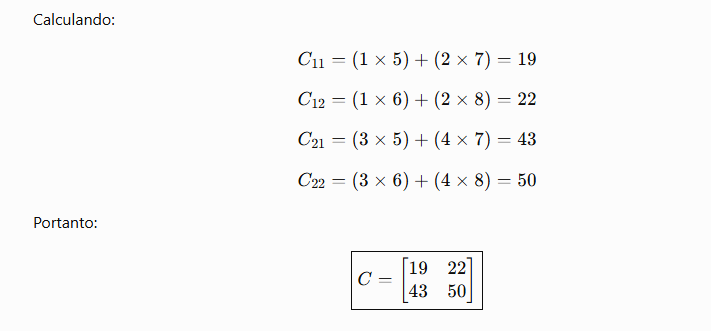 Calculando:
C₁₁ = (1 × 5) + (2 × 7) = 19
C₁₂ = (1 × 6) + (2 × 8) = 22
C₂₁ = (3 × 5) + (4 × 7) = 43
C₂₂ = (3 × 6) + (4 × 8) = 50
Portanto:
C = [19 22
43 50]